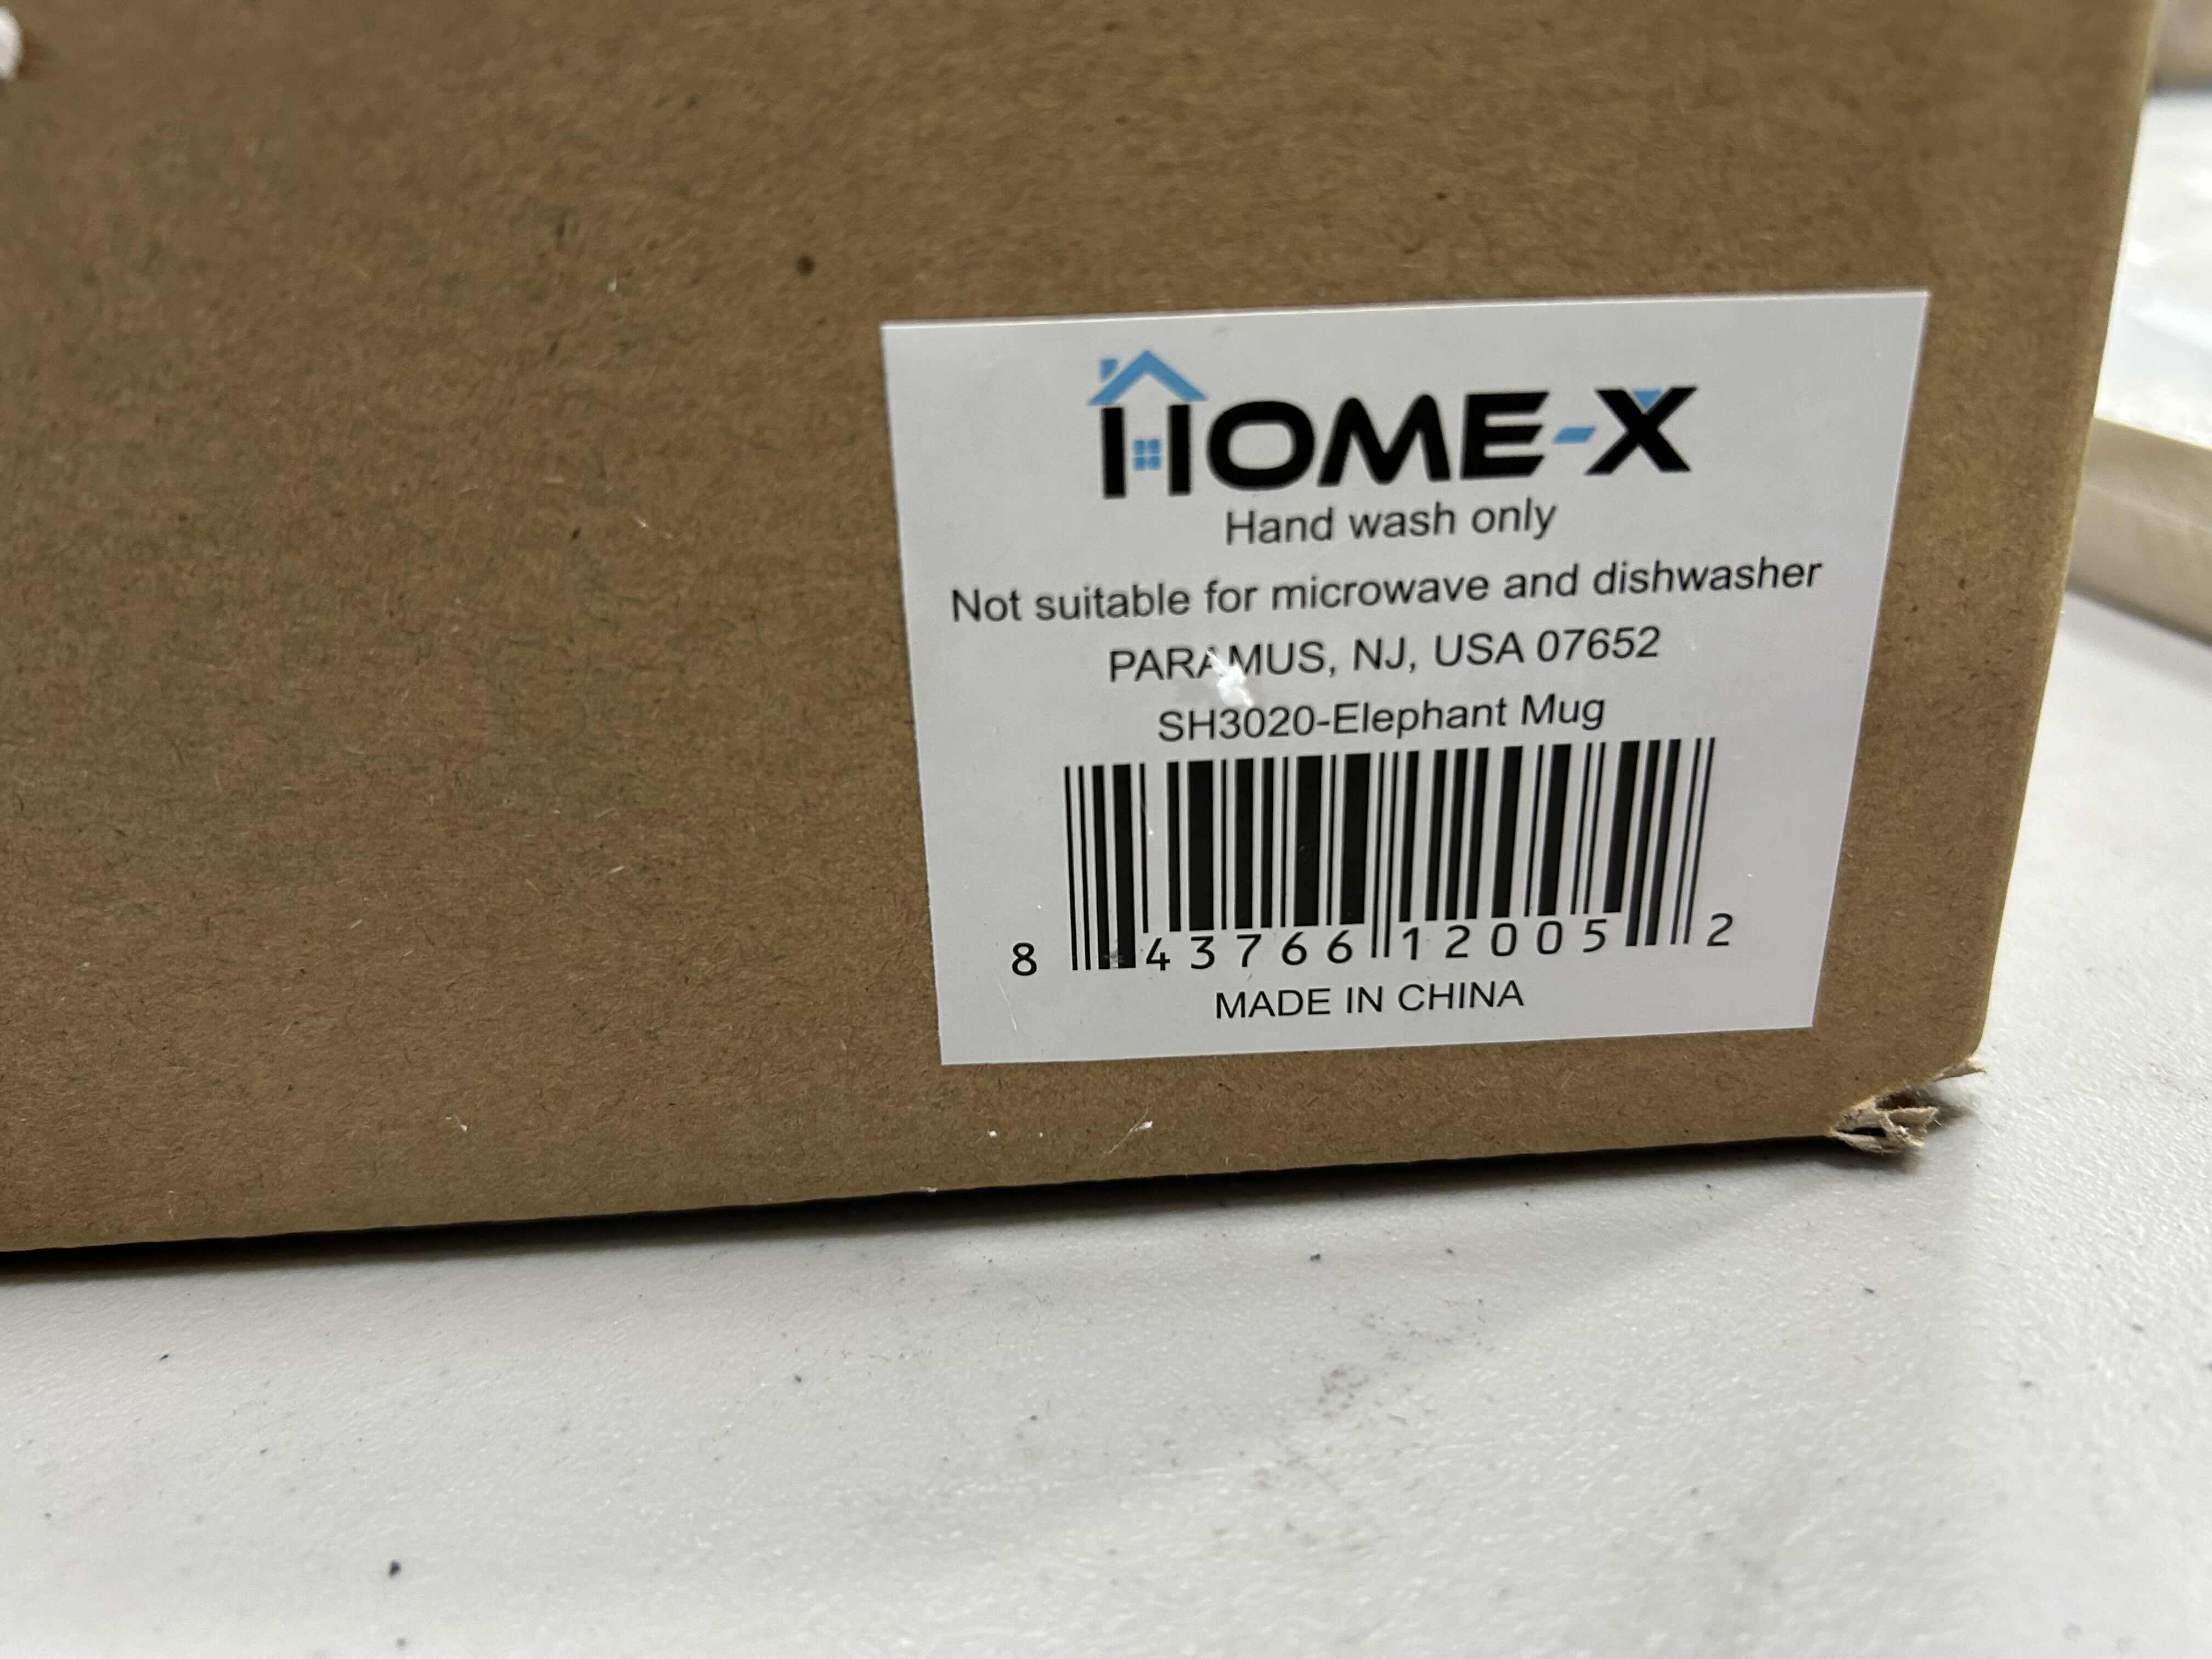 HOME-X
Hand wash only
Not suitable for microwave and dishwasher
PARAMUS, NJ, USA 07652
SH3020-Elephant Mug
8 43766 12005 2
MADE IN CHINA